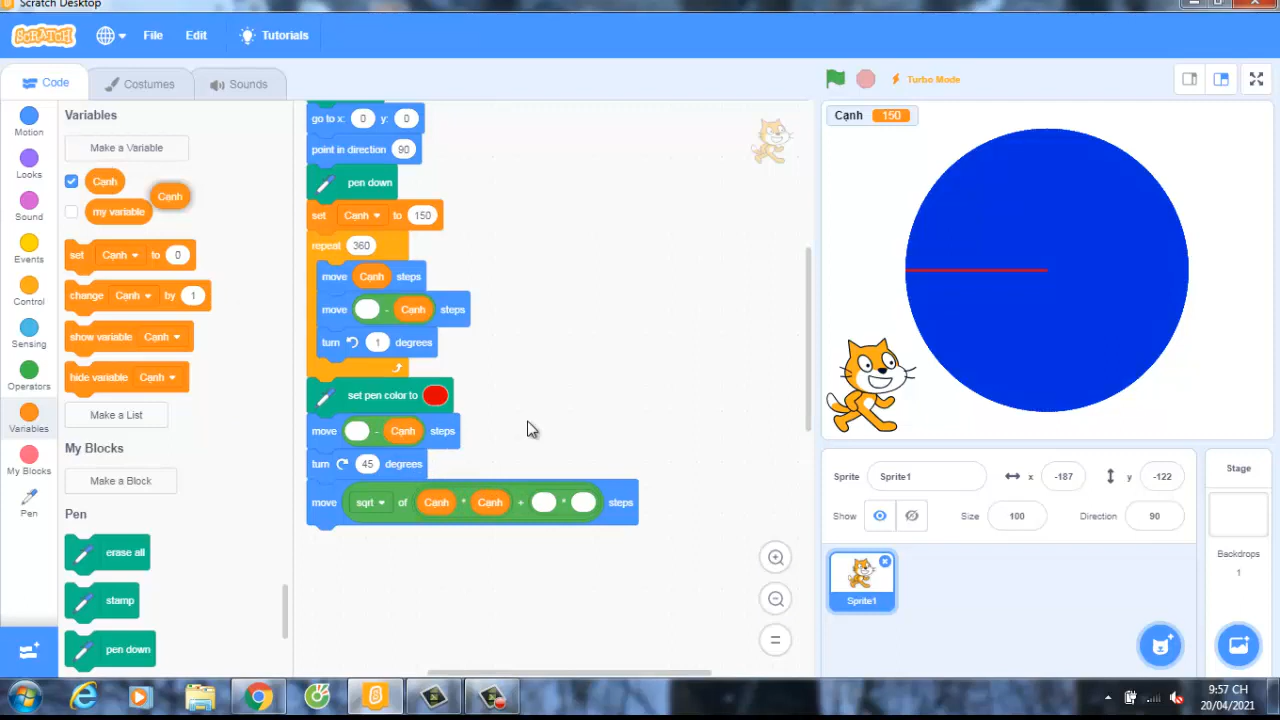 Scratch Desktop
SCRATCH
File
Edit
Tutorials
Code
Costumes
Sounds
Turbo Mode
Motion
Looks
Sound
Events
Control
Sensing
Operators
Variables
My Blocks
Pen
Variables
Make a Variable
Cạnh
Cạnh
my variable
set Cạnh to 0
change Cạnh by 1
show variable Cạnh
hide variable Cạnh
Make a List
My Blocks
Make a Block
Pen
erase all
stamp
pen down
go to x: 0 y: 0
point in direction 90
pen down
set Cạnh to 150
repeat 360
move Cạnh steps
move - Cạnh steps
turn 1 degrees
set pen color to
move - Cạnh steps
turn 45 degrees
move sqrt of Cạnh * Cạnh + * steps
Cạnh 150
Sprite Sprite1 x -187 y -122
Show Size 100 Direction 90
Sprite1
Stage
Backdrops
1
9:57 CH
20/04/2021